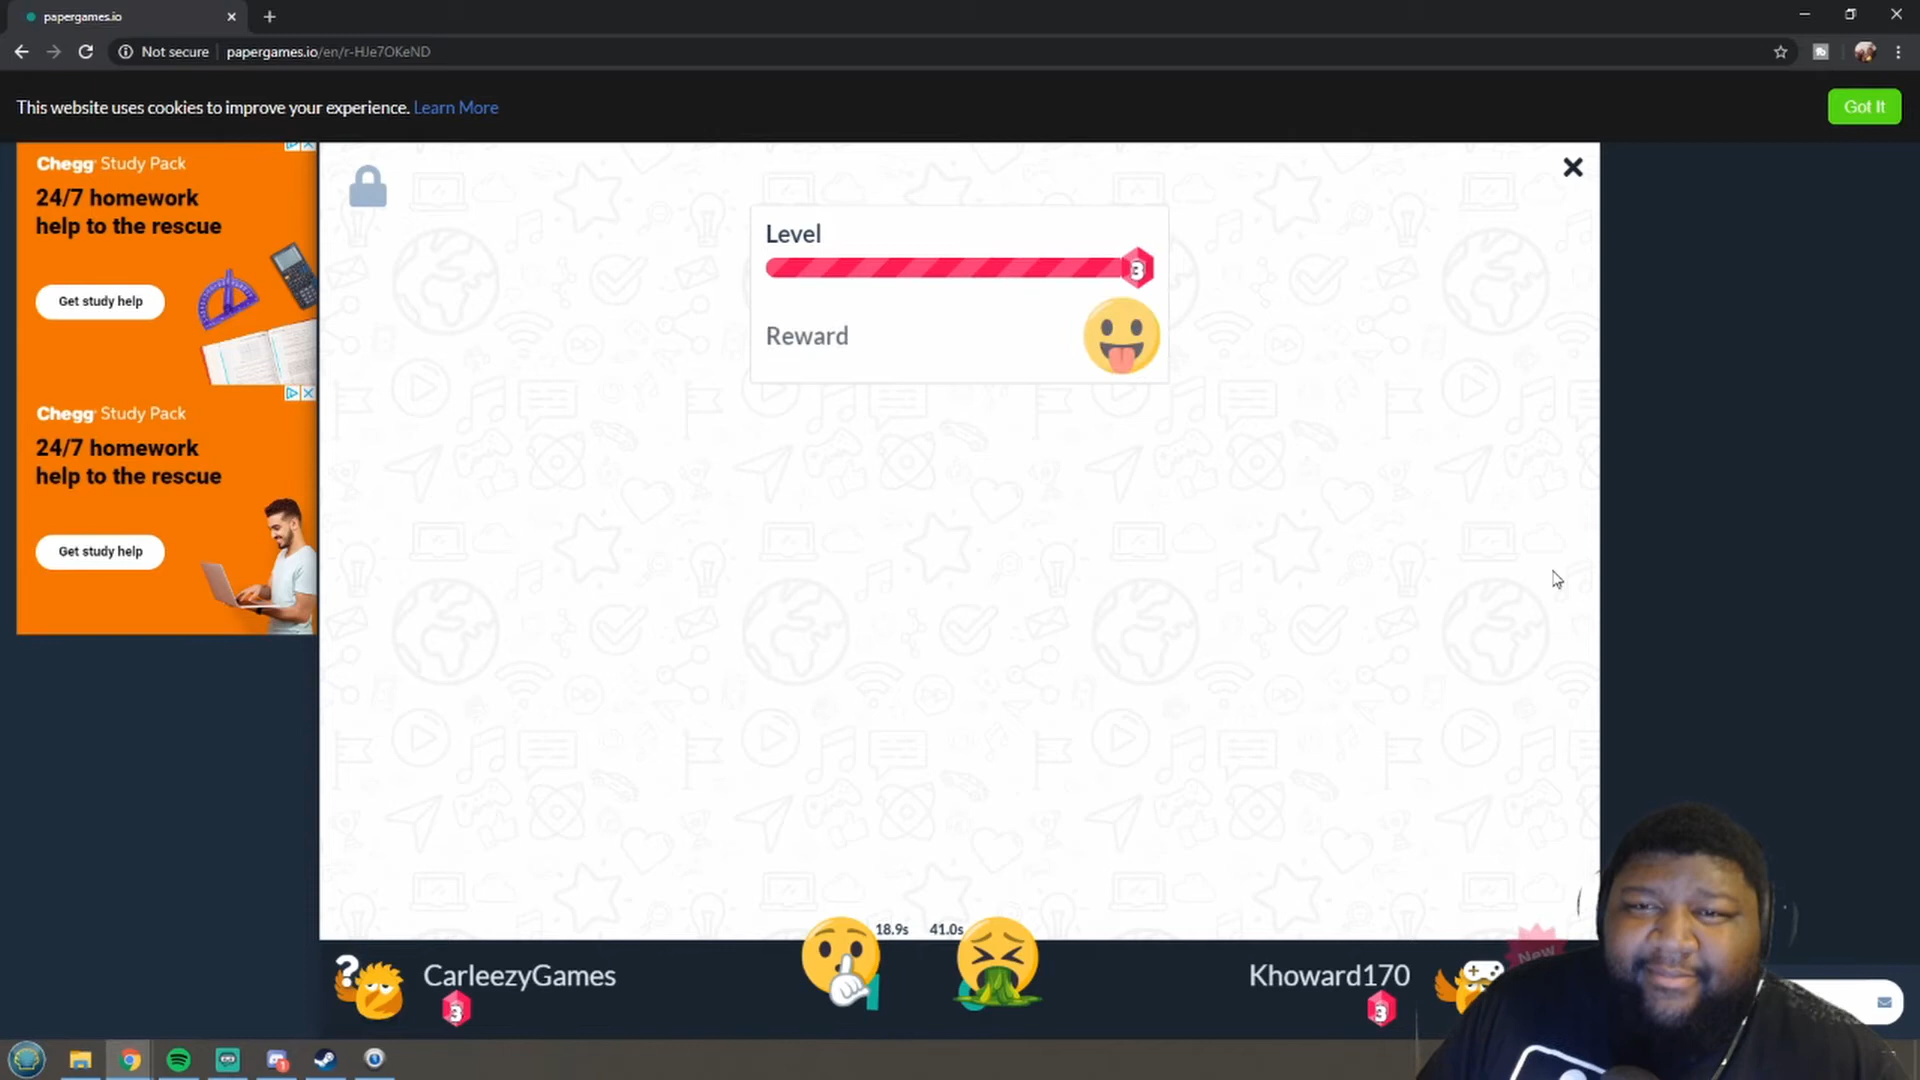 papergames.io
Not secure
papergames.io/en/r-HJe7OKeND
This website uses cookies to improve your experience. Learn More
Got It
Chegg Study Pack
24/7 homework
help to the rescue
Get study help
Chegg Study Pack
24/7 homework
help to the rescue
Get study help
Level
3
Reward
18.9s
41.0s
CarleezyGames
3
Khoward170
3
New